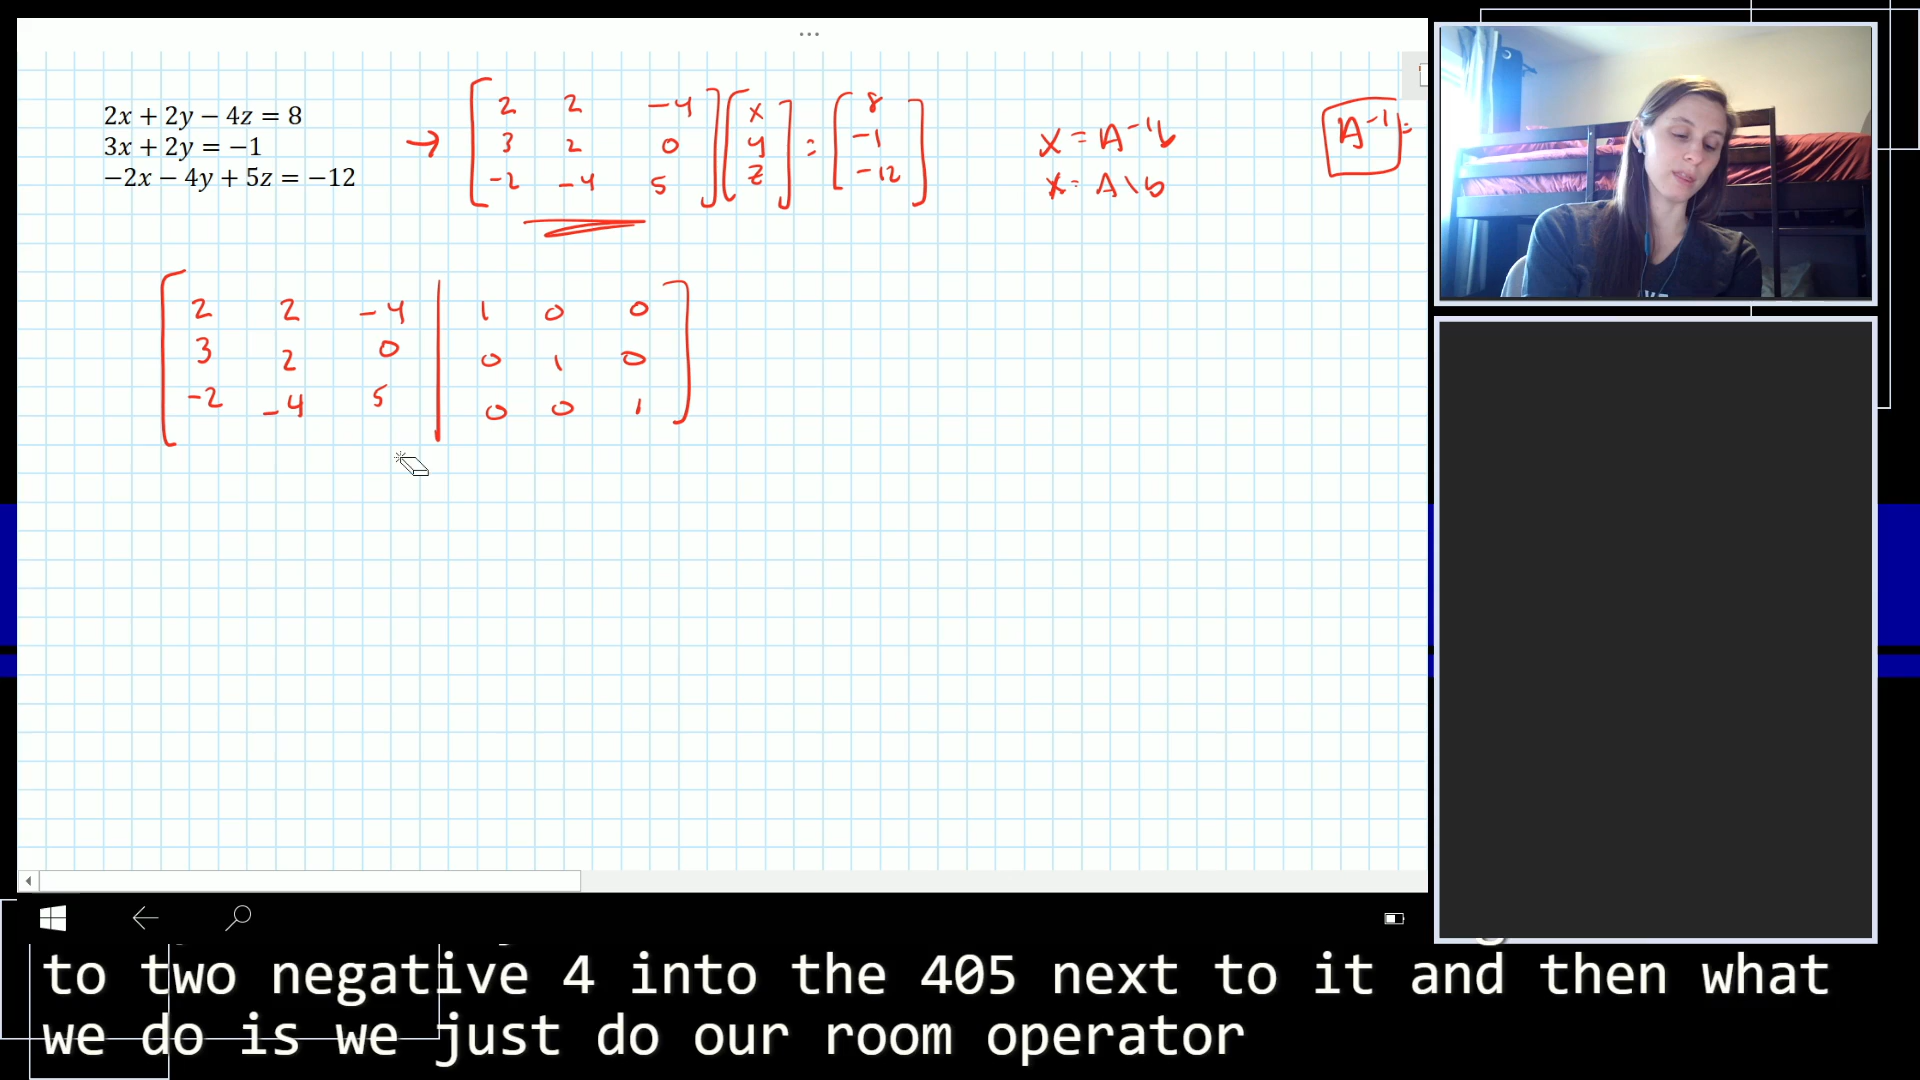 2x + 2y − 4z = 8
3x + 2y = −1
−2x − 4y + 5z = −12
→ [ 2 2 -4 ] [ x ] = [ 8 ]
[ 3 2 0 ] [ y ] [ -1 ]
[ -2 -4 5 ] [ z ] [ -12 ]
x = A⁻¹b
x = A\b
A⁻¹ =
[ 2 2 -4 | 1 0 0 ]
[ 3 2 0 | 0 1 0 ]
[ -2 -4 5 | 0 0 1 ]
to two negative 4 into the 405 next to it and then what
we do is we just do our room operator